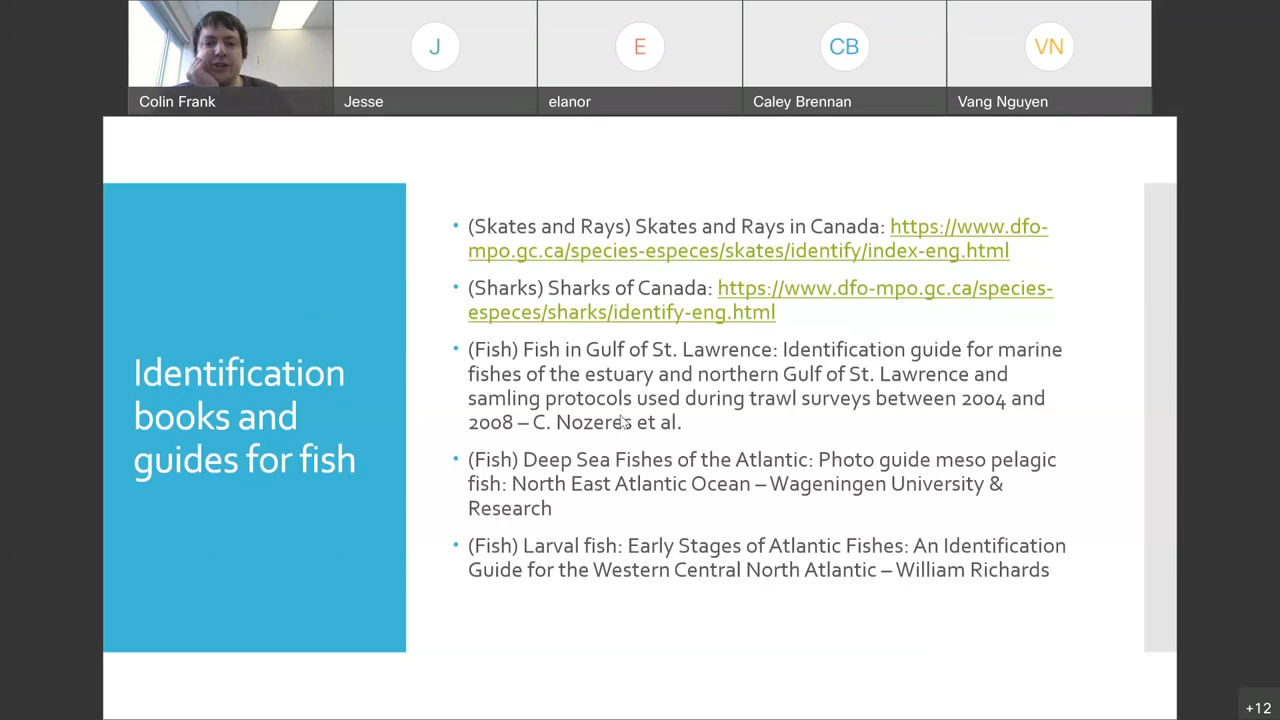 J
E
CB
VN
Colin Frank
Jesse
elanor
Caley Brennan
Vang Nguyen
Identification
books and
guides for fish
• (Skates and Rays) Skates and Rays in Canada: https://www.dfo-
mpo.gc.ca/species-especes/skates/identify/index-eng.html
• (Sharks) Sharks of Canada: https://www.dfo-mpo.gc.ca/species-
especes/sharks/identify-eng.html
• (Fish) Fish in Gulf of St. Lawrence: Identification guide for marine
fishes of the estuary and northern Gulf of St. Lawrence and
samling protocols used during trawl surveys between 2004 and
2008 – C. Nozeres et al.
• (Fish) Deep Sea Fishes of the Atlantic: Photo guide meso pelagic
fish: North East Atlantic Ocean – Wageningen University &
Research
• (Fish) Larval fish: Early Stages of Atlantic Fishes: An Identification
Guide for the Western Central North Atlantic – William Richards
+12